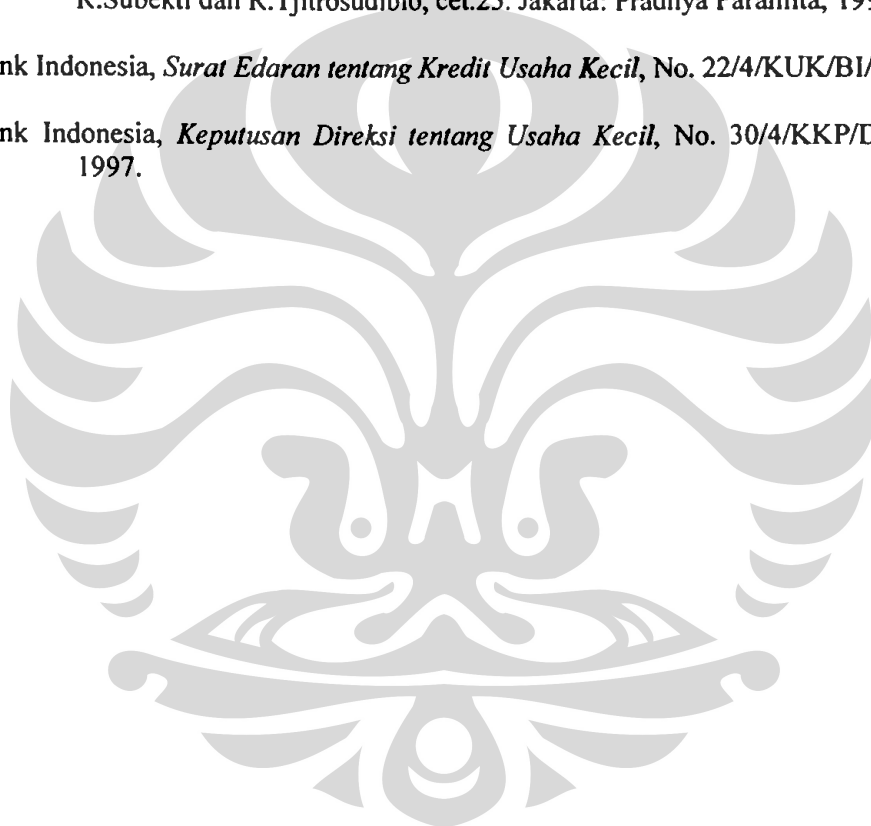 R.Subekti dan R.Tjitrosudibio, cet.25. Jakarta: Pradnya Paramita, 199
nk Indonesia, Surat Edaran tentang Kredit Usaha Kecil, No. 22/4/KUK/BI/
nk Indonesia, Keputusan Direksi tentang Usaha Kecil, No. 30/4/KKP/D
1997.